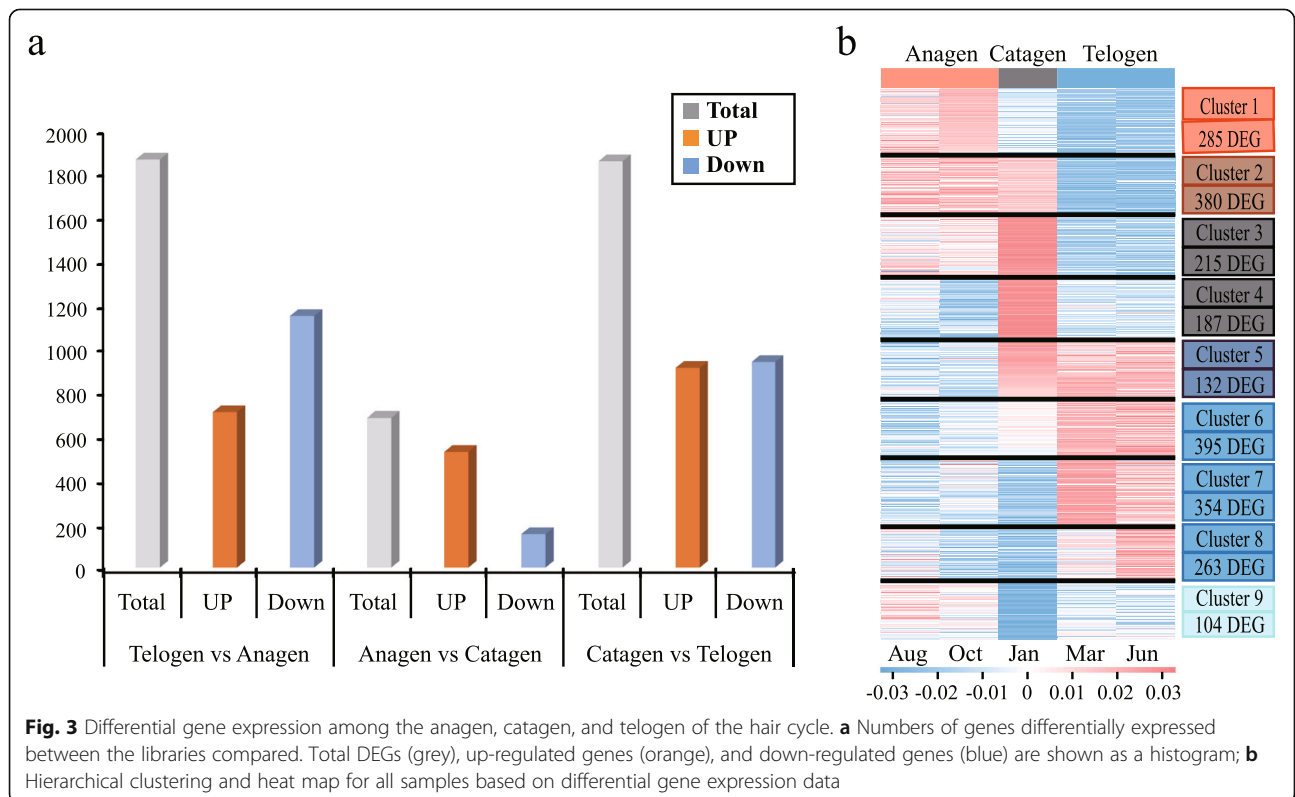 a
Total
UP
Down
2000
1800
1600
1400
1200
1000
800
600
400
200
0
Total UP Down Total UP Down Total UP Down
Telogen vs Anagen Anagen vs Catagen Catagen vs Telogen
b
Anagen Catagen Telogen
Cluster 1
285 DEG
Cluster 2
380 DEG
Cluster 3
215 DEG
Cluster 4
187 DEG
Cluster 5
132 DEG
Cluster 6
395 DEG
Cluster 7
354 DEG
Cluster 8
263 DEG
Cluster 9
104 DEG
Aug Oct Jan Mar Jun
-0.03 -0.02 -0.01 0 0.01 0.02 0.03
Fig. 3 Differential gene expression among the anagen, catagen, and telogen of the hair cycle. a Numbers of genes differentially expressed
between the libraries compared. Total DEGs (grey), up-regulated genes (orange), and down-regulated genes (blue) are shown as a histogram; b
Hierarchical clustering and heat map for all samples based on differential gene expression data